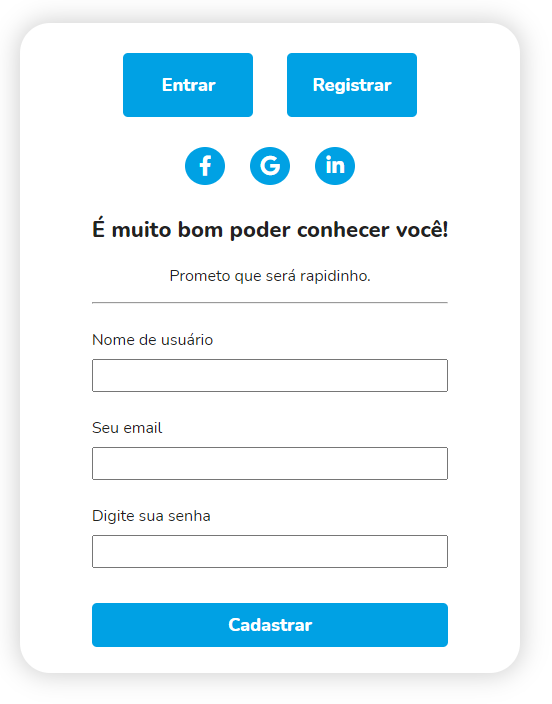 Entrar Registrar
f G in
É muito bom poder conhecer você!
Prometo que será rapidinho.
Nome de usuário
Seu email
Digite sua senha
Cadastrar